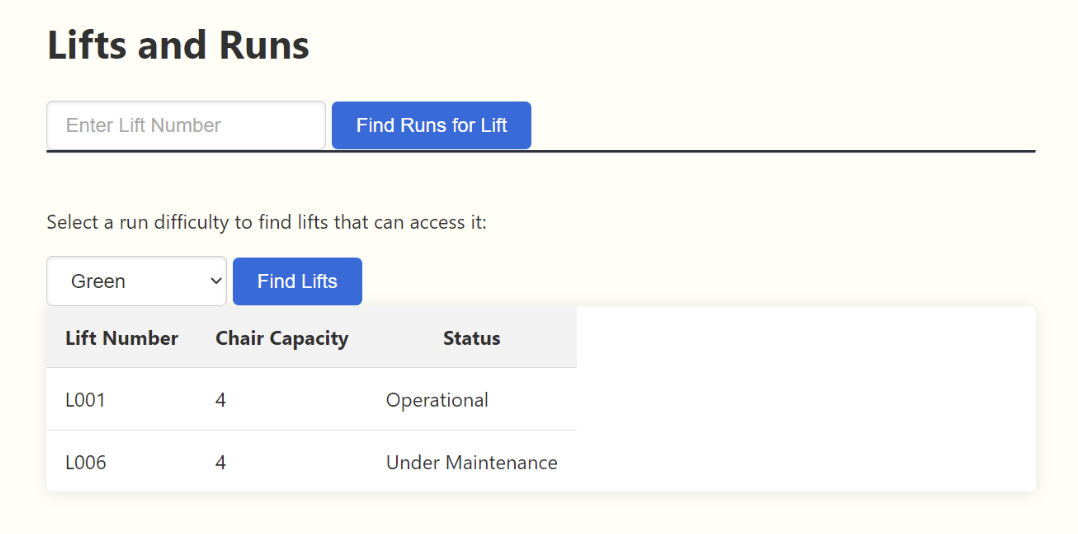 Lifts and Runs
Enter Lift Number Find Runs for Lift
Select a run difficulty to find lifts that can access it:
Green Find Lifts
Lift Number Chair Capacity Status
L001 4 Operational
L006 4 Under Maintenance